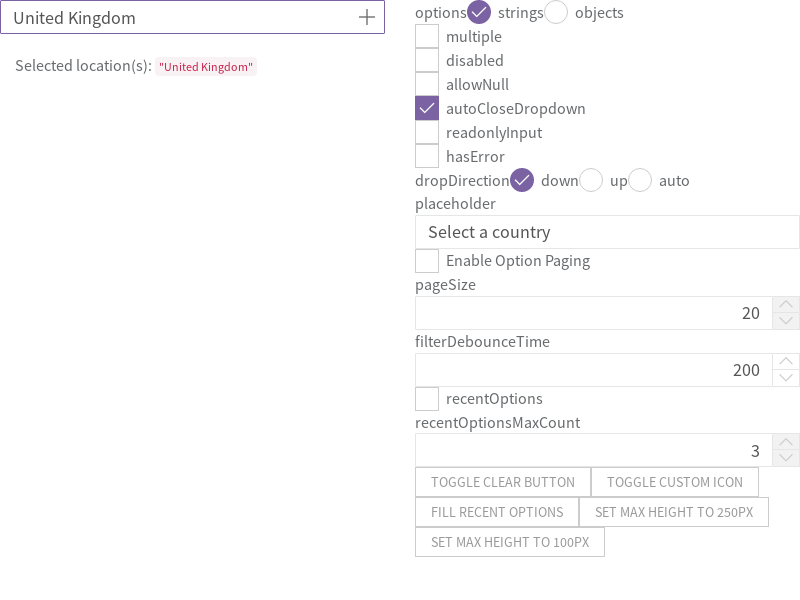 United Kingdom
Selected location(s): "United Kingdom"
options strings objects
multiple
disabled
allowNull
autoCloseDropdown
readonlyInput
hasError
dropDirection down up auto
placeholder
Select a country
Enable Option Paging
pageSize
20
filterDebounceTime
200
recentOptions
recentOptionsMaxCount
3
TOGGLE CLEAR BUTTON TOGGLE CUSTOM ICON
FILL RECENT OPTIONS SET MAX HEIGHT TO 250PX
SET MAX HEIGHT TO 100PX